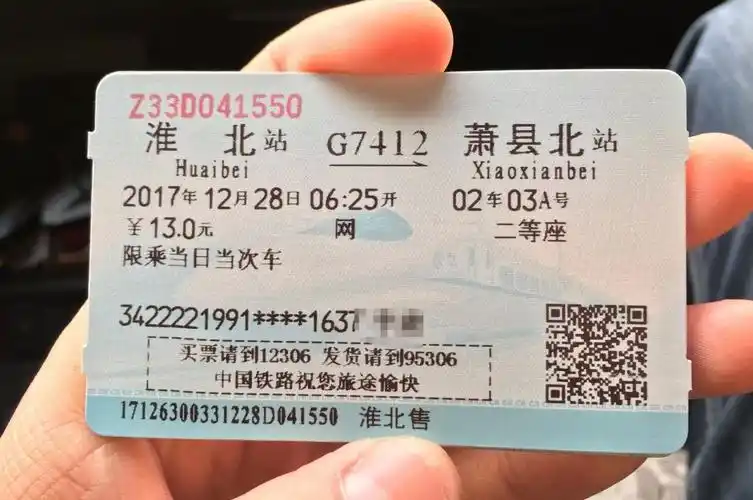 Z33D041550
淮北站 G7412 萧县北站
Huaibei Xiaoxianbei
2017年12月28日06:25开 02车03A号
¥13.0元 网 二等座
限乘当日当次车
3422221991****1637
买票请到12306 发货请到95306
中国铁路祝您旅途愉快
17126300331228D041550 淮北售